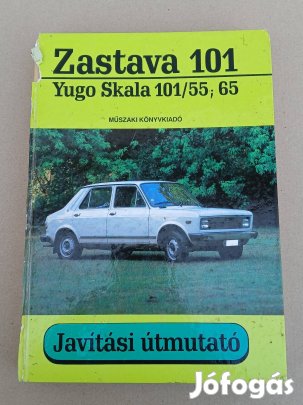 Zastava 101
Yugo Skala 101/55; 65
MŰSZAKI KÖNYVKIADÓ
Javítási útmutató
Jófogás